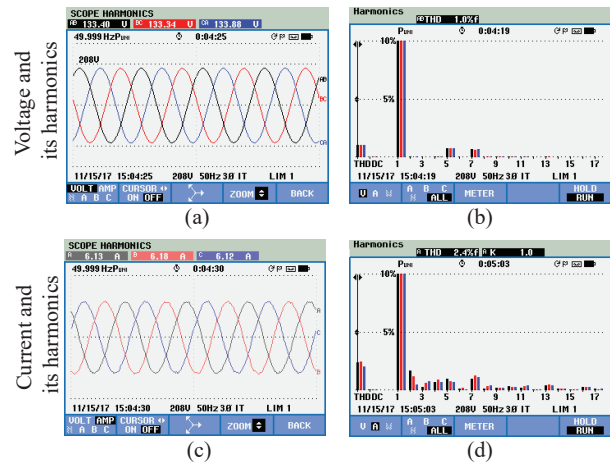 Voltage and its harmonics
SCOPE HARMONICS
AB 133.40 V BC 133.34 V CA 133.88 V
49.999 Hz 0:04:25
208V
AB
BC
CA
11/15/17 15:04:25 208V 50Hz 3Ø IT LIM 1
VOLT AMP CURSOR ZOOM BACK
N A B C ON OFF
(a)
Harmonics
AB THD 1.0%f
0:04:19
10%
5%
THDDC 1 3 5 7 9 11 13 15 17
11/15/17 15:04:19 208V 50Hz 3Ø IT LIM 1
V A W A B C METER HOLD
N ALL RUN
(b)
Current and its harmonics
SCOPE HARMONICS
A 6.13 A B 6.18 A C 6.12 A
49.999 Hz 0:04:30
A
C
B
11/15/17 15:04:30 208V 50Hz 3Ø IT LIM 1
VOLT AMP CURSOR ZOOM BACK
N A B C ON OFF
(c)
Harmonics
A THD 2.4%f A K 1.0
0:05:03
10%
5%
THDDC 1 3 5 7 9 11 13 15 17
11/15/17 15:05:03 208V 50Hz 3Ø IT LIM 1
V A W A B C METER HOLD
N ALL RUN
(d)